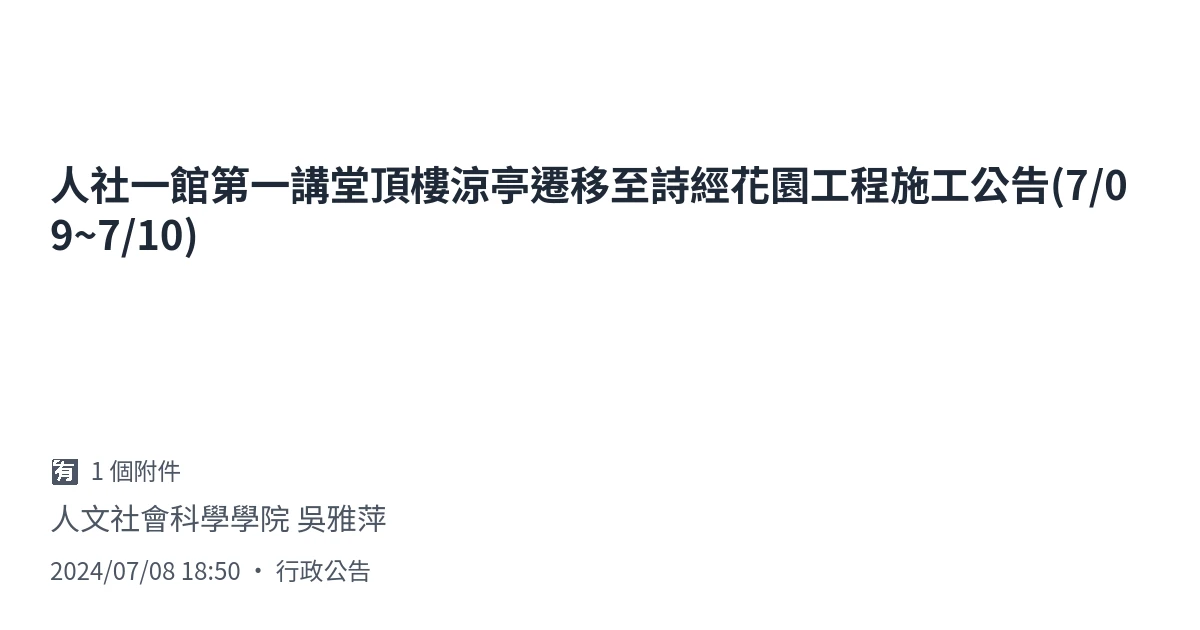 人社一館第一講堂頂樓涼亭遷移至詩經花園工程施工公告(7/0
9~7/10)
有 1 個附件
人文社會科學學院 吳雅萍
2024/07/08 18:50 • 行政公告